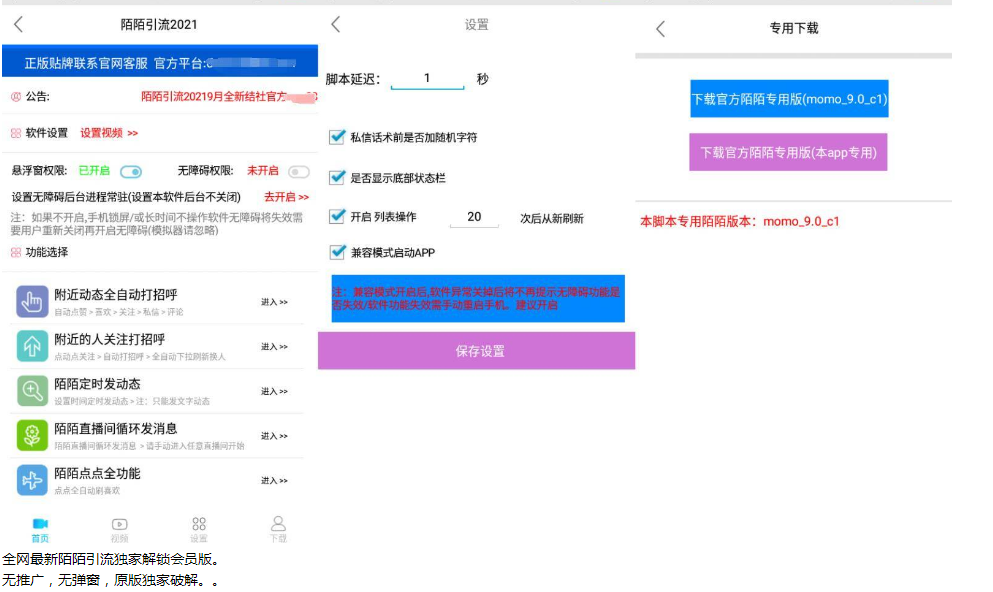 陌陌引流2021
正版贴牌联系官网客服 官方平台:
公告:
陌陌引流20219月全新结社官方
软件设置 设置视频 >>
悬浮窗权限: 已开启 无障碍权限: 未开启
设置无障碍后台进程常驻(设置本软件后台不关闭) 去开启 >>
注：如果不开启,手机锁屏/或长时间不操作软件无障碍将失效需
要用户重新关闭再开启无障碍(模拟器请忽略)
功能选择
附近动态全自动打招呼
自动点赞 > 喜欢 > 关注 > 私信 > 评论
进入 >>
附近的人关注打招呼
点动点关注 > 自动打招呼 > 全自动下拉刷新换人
进入 >>
陌陌定时发动态
设置时间定时发动态 > 注：只能发文字动态
进入 >>
陌陌直播间循环发消息
陌陌直播间循环发消息 > 请手动进入任意直播间开始
进入 >>
陌陌点点全功能
点点全自动刷喜欢
进入 >>
首页 视频 设置 下载
设置
脚本延迟： 1 秒
私信话术前是否加随机字符
是否显示底部状态栏
开启 列表操作 20 次后从新刷新
兼容模式启动APP
注：兼容模式开启后,软件异常关掉后将不再提示无障碍功能是
否失效/软件功能失效需手动重启手机。建议开启
保存设置
专用下载
下载官方陌陌专用版(momo_9.0_c1)
下载官方陌陌专用版(本app专用)
本脚本专用陌陌版本：momo_9.0_c1
全网最新陌陌引流独家解锁会员版。
无推广，无弹窗，原版独家破解。。